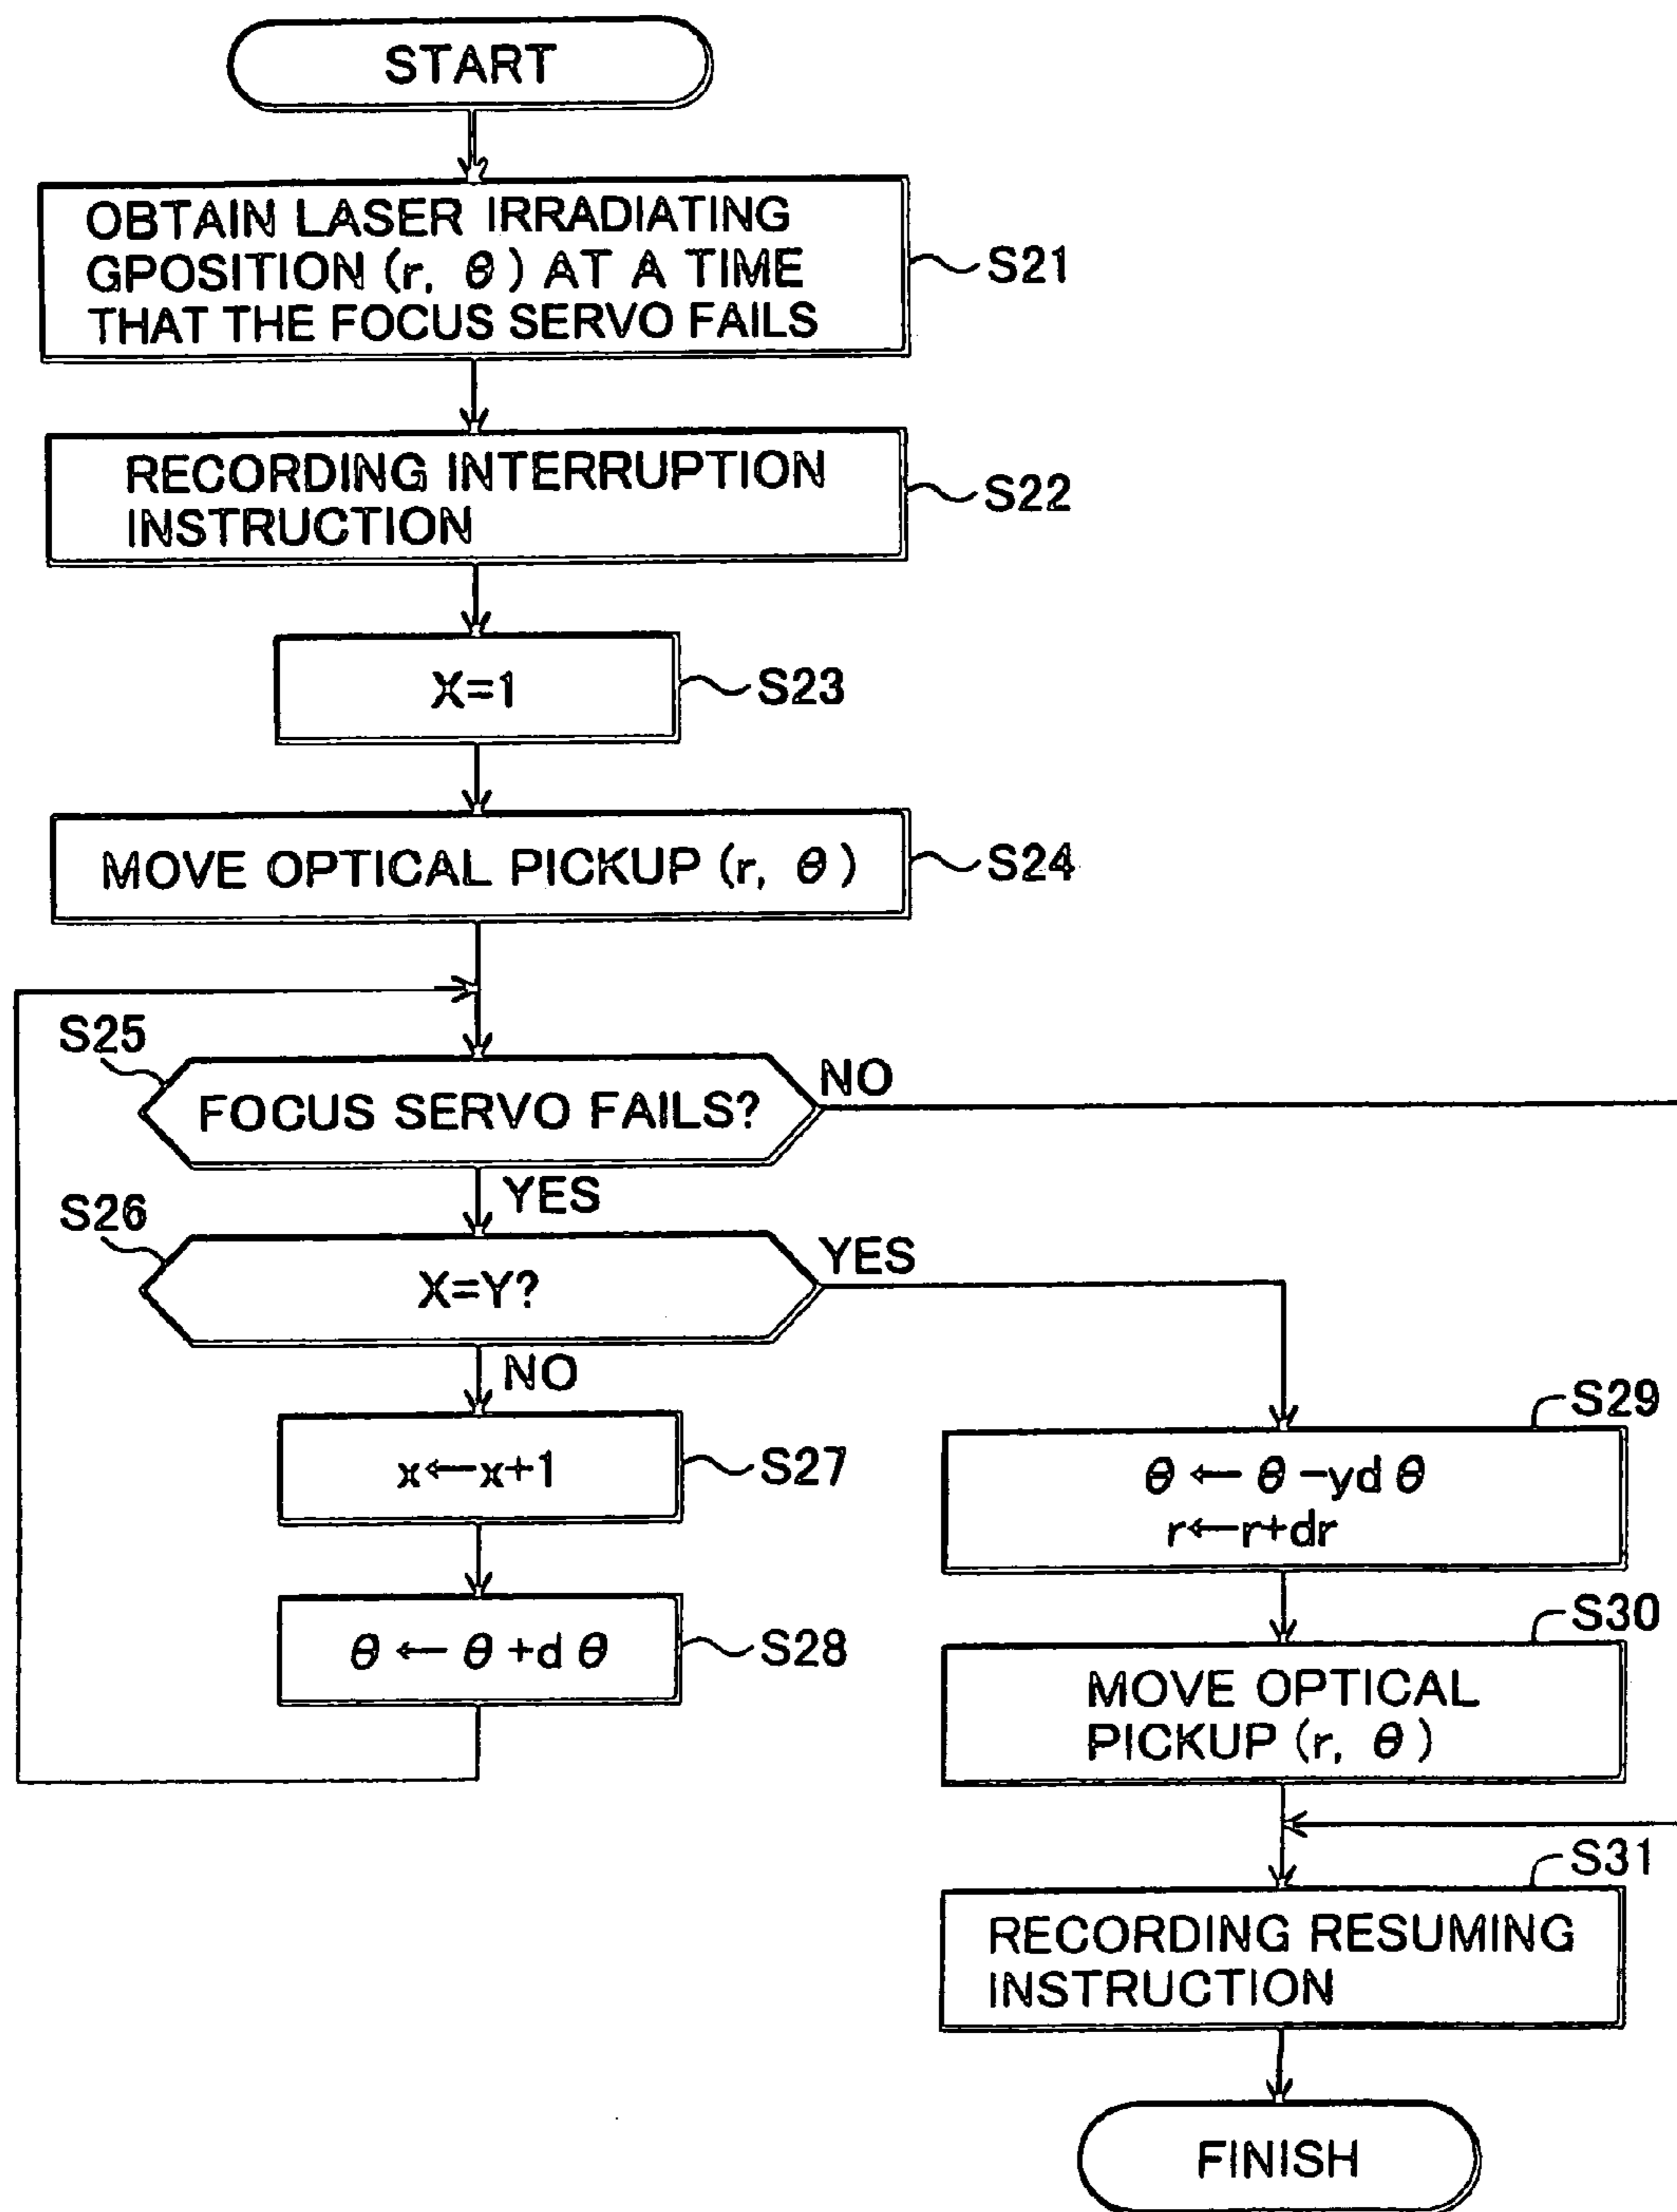 START
OBTAIN LASER IRRADIATING
GPOSITION (r, θ) AT A TIME
THAT THE FOCUS SERVO FAILS
S21
RECORDING INTERRUPTION
INSTRUCTION
S22
X=1
S23
MOVE OPTICAL PICKUP (r, θ)
S24
S25
FOCUS SERVO FAILS?
NO
YES
S26
X=Y?
YES
NO
x←x+1
S27
θ ← θ +d θ
S28
S29
θ ← θ -yd θ
r←r+dr
S30
MOVE OPTICAL
PICKUP (r, θ)
S31
RECORDING RESUMING
INSTRUCTION
FINISH